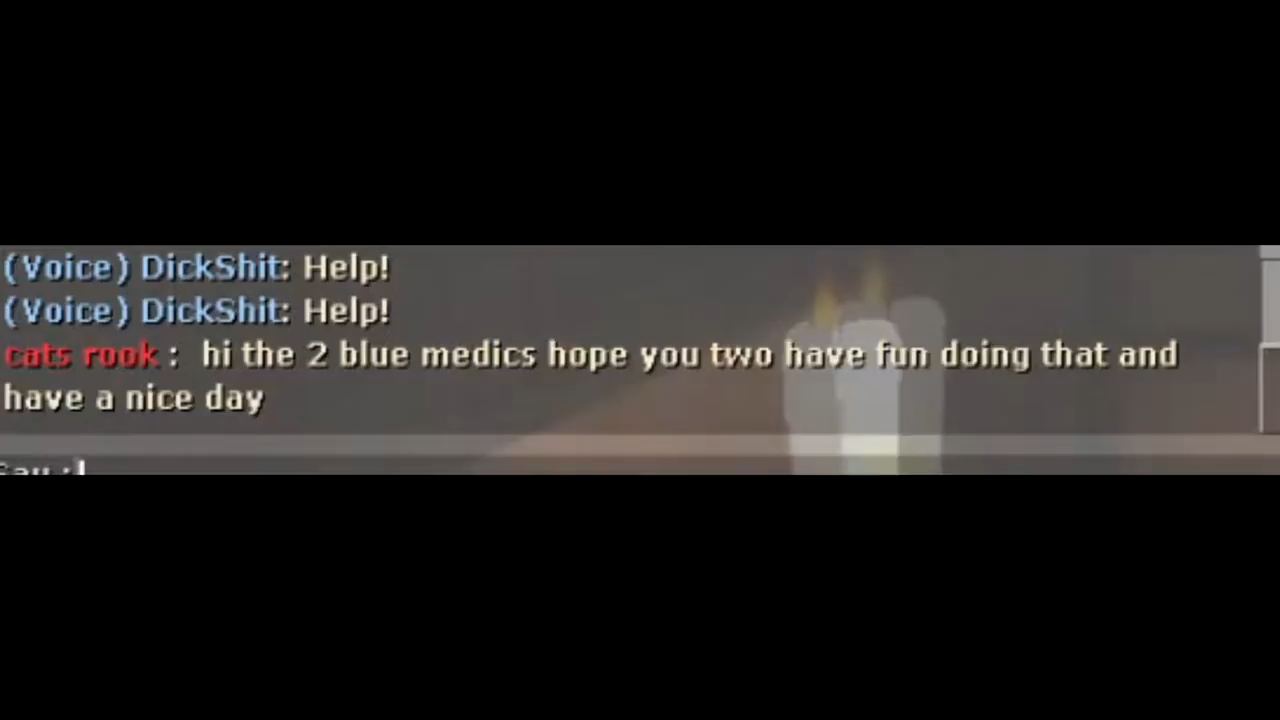 (Voice) DickShit: Help!
(Voice) DickShit: Help!
cats rook :  hi the 2 blue medics hope you two have fun doing that and
have a nice day
Say :